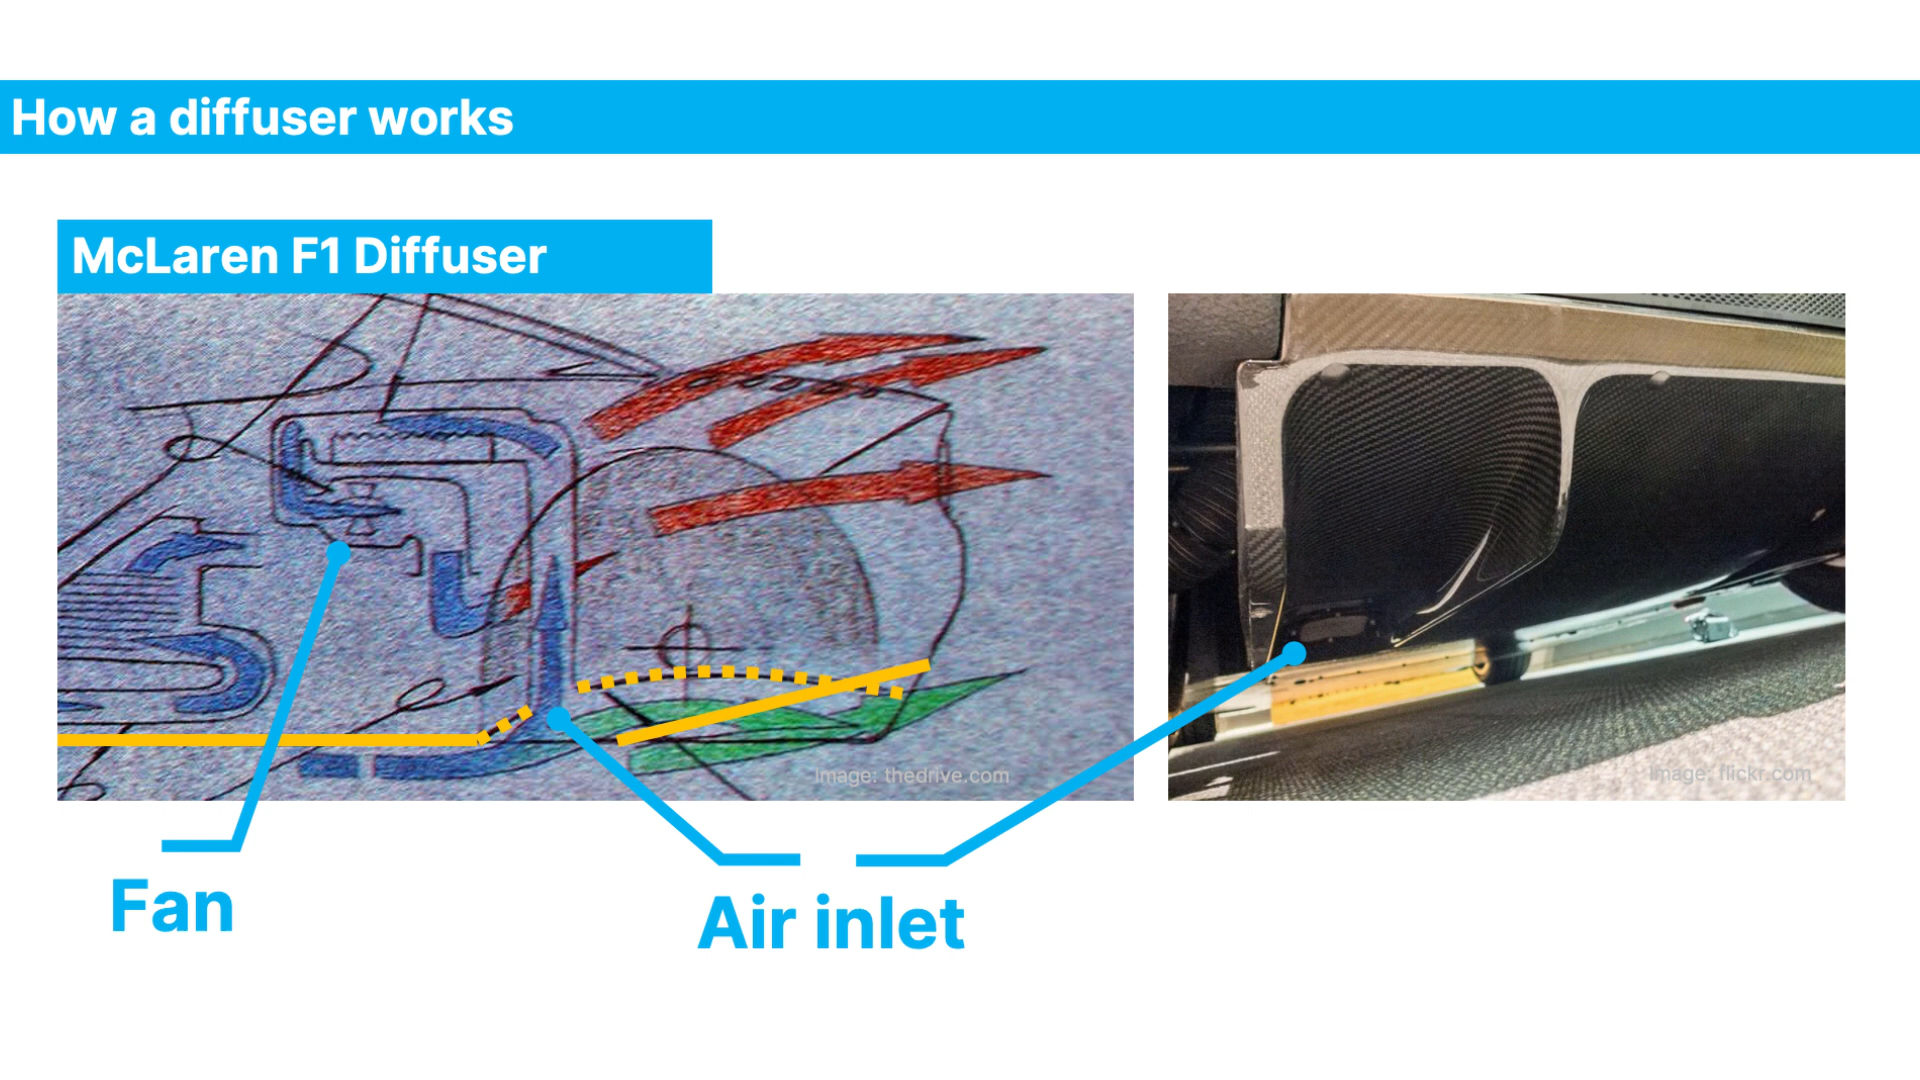 How a diffuser works
McLaren F1 Diffuser
Image: thedrive.com
Image: flickr.com
Fan
Air inlet